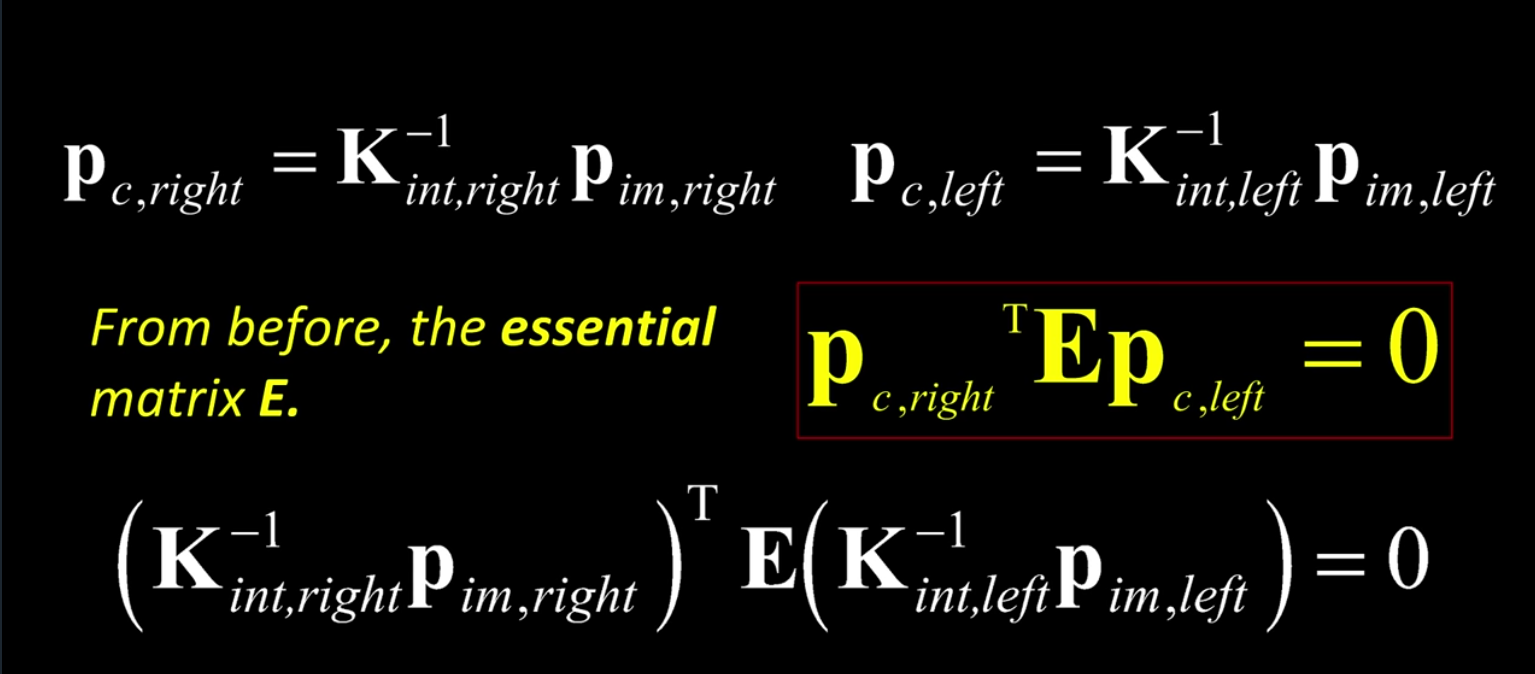 p_{c,right} = K^{-1}_{int,right} p_{im,right} p_{c,left} = K^{-1}_{int,left} p_{im,left}
From before, the essential
matrix E.
p_{c,right}^T E p_{c,left} = 0
(K^{-1}_{int,right} p_{im,right})^T E (K^{-1}_{int,left} p_{im,left}) = 0